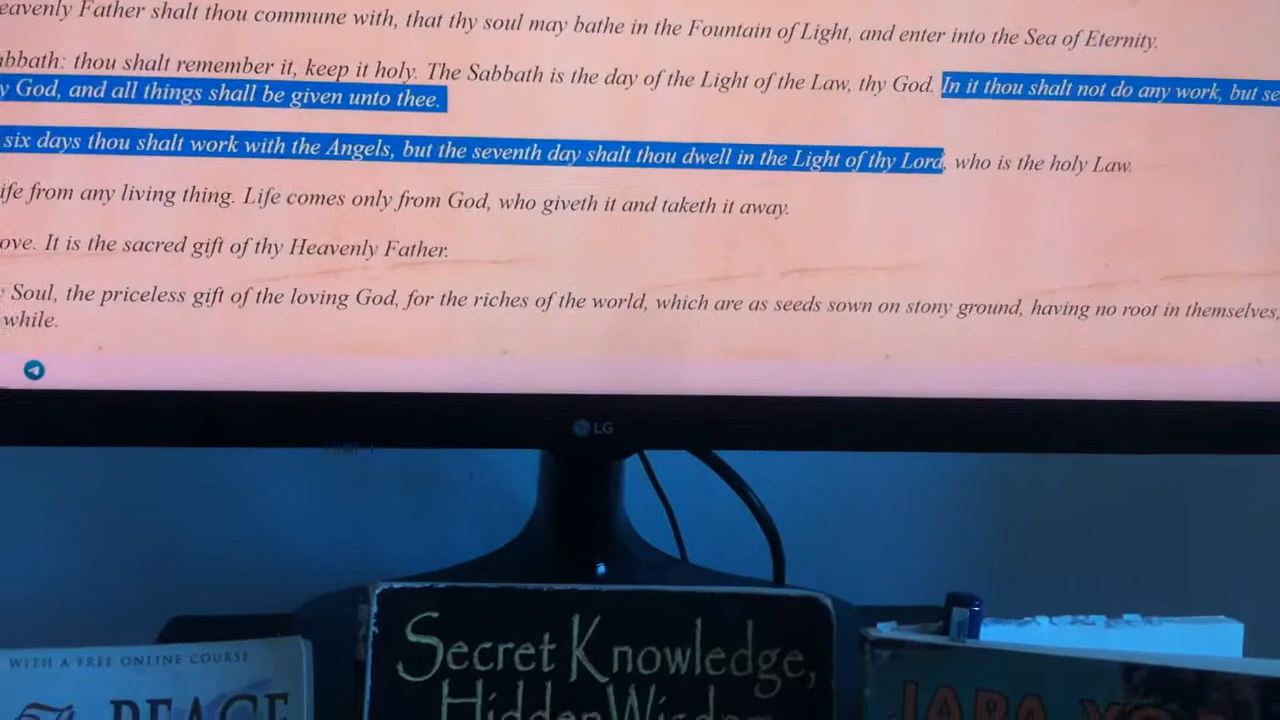 eavenly Father shalt thou commune with, that thy soul may bathe in the Fountain of Light, and enter into the Sea of Eternity.
abbath: thou shalt remember it, keep it holy. The Sabbath is the day of the Light of the Law, thy God. In it thou shalt not do any work, but se
y God, and all things shall be given unto thee.
six days thou shalt work with the Angels, but the seventh day shalt thou dwell in the Light of thy Lord, who is the holy Law.
ife from any living thing. Life comes only from God, who giveth it and taketh it away.
ove. It is the sacred gift of thy Heavenly Father.
Soul, the priceless gift of the loving God, for the riches of the world, which are as seeds sown on stony ground, having no root in themselves,
while.
LG
WITH A FREE ONLINE COURSE
The PEACE
Secret Knowledge,
Hidden Wisdom
JAPA YOGA